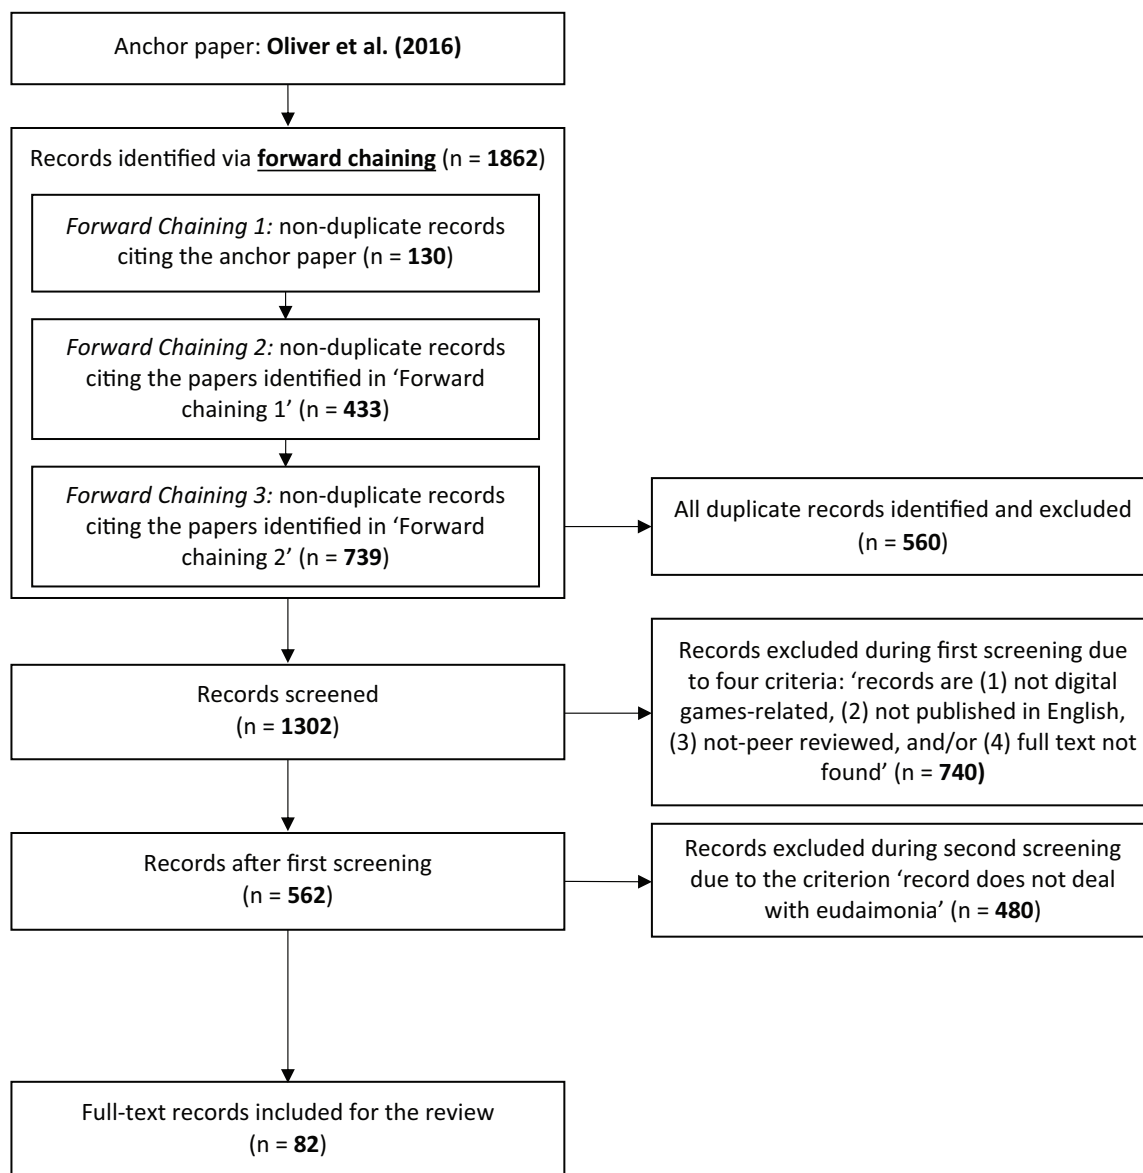 Anchor paper: Oliver et al. (2016)
Records identified via forward chaining (n = 1862)
Forward Chaining 1: non-duplicate records
citing the anchor paper (n = 130)
Forward Chaining 2: non-duplicate records
citing the papers identified in ‘Forward
chaining 1’ (n = 433)
Forward Chaining 3: non-duplicate records
citing the papers identified in ‘Forward
chaining 2’ (n = 739)
All duplicate records identified and excluded
(n = 560)
Records screened
(n = 1302)
Records excluded during first screening due
to four criteria: ‘records are (1) not digital
games-related, (2) not published in English,
(3) not-peer reviewed, and/or (4) full text not
found’ (n = 740)
Records after first screening
(n = 562)
Records excluded during second screening
due to the criterion ‘record does not deal
with eudaimonia’ (n = 480)
Full-text records included for the review
(n = 82)